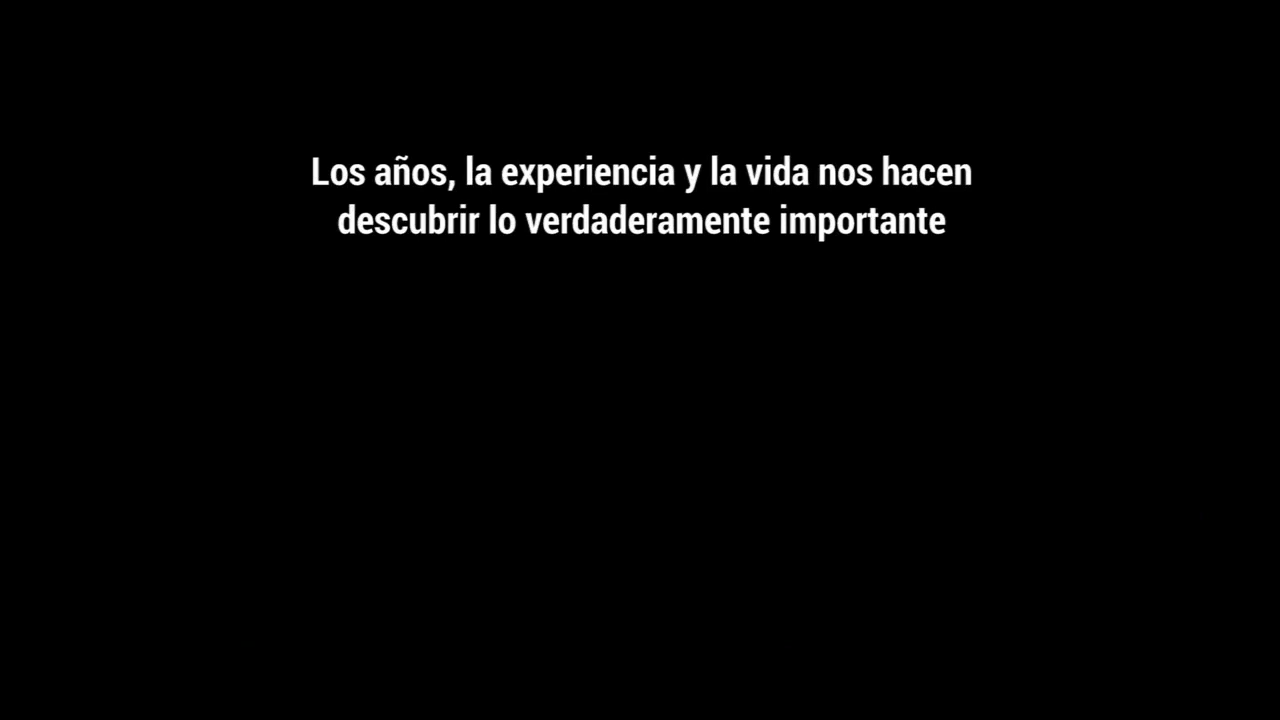 Los años, la experiencia y la vida nos hacen
descubrir lo verdaderamente importante